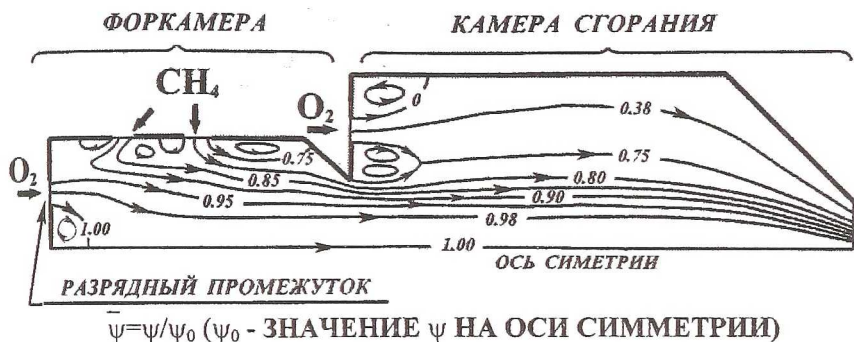 ФОРКАМЕРА
КАМЕРА СГОРАНИЯ
CH₄
O₂
O₂
0
0.38
0.75
0.75
0.85
0.80
0.95
0.90
0.98
1.00
1.00
ОСЬ СИМЕТРИИ
РАЗРЯДНЫЙ ПРОМЕЖУТОК
ψ̅=ψ/ψ₀ (ψ₀ - ЗНАЧЕНИЕ ψ НА ОСИ СИММЕТРИИ)